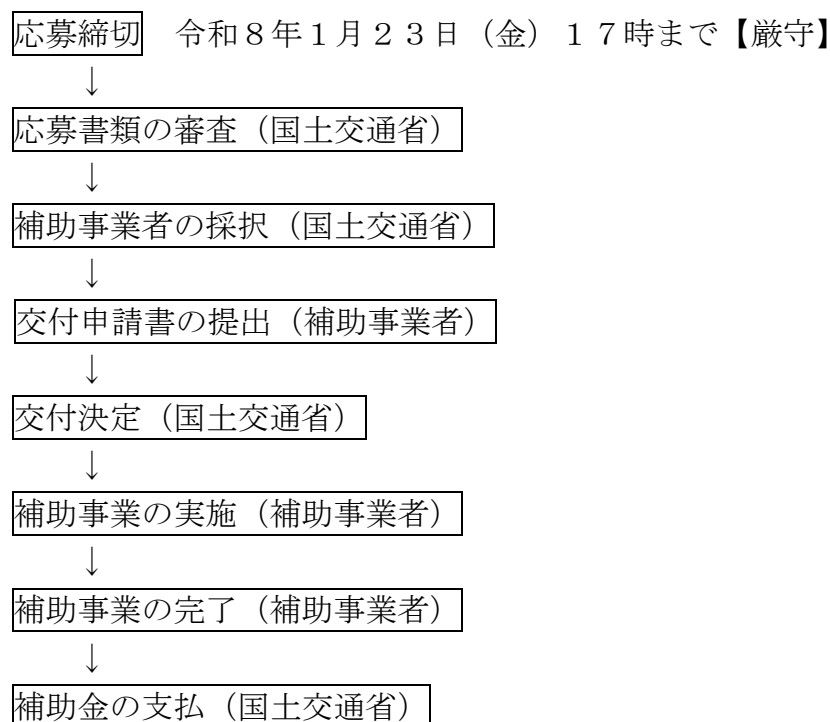 応募締切　令和８年１月２３日（金）１７時まで【厳守】
↓
応募書類の審査（国土交通省）
↓
補助事業者の採択（国土交通省）
↓
交付申請書の提出（補助事業者）
↓
交付決定（国土交通省）
↓
補助事業の実施（補助事業者）
↓
補助事業の完了（補助事業者）
↓
補助金の支払（国土交通省）